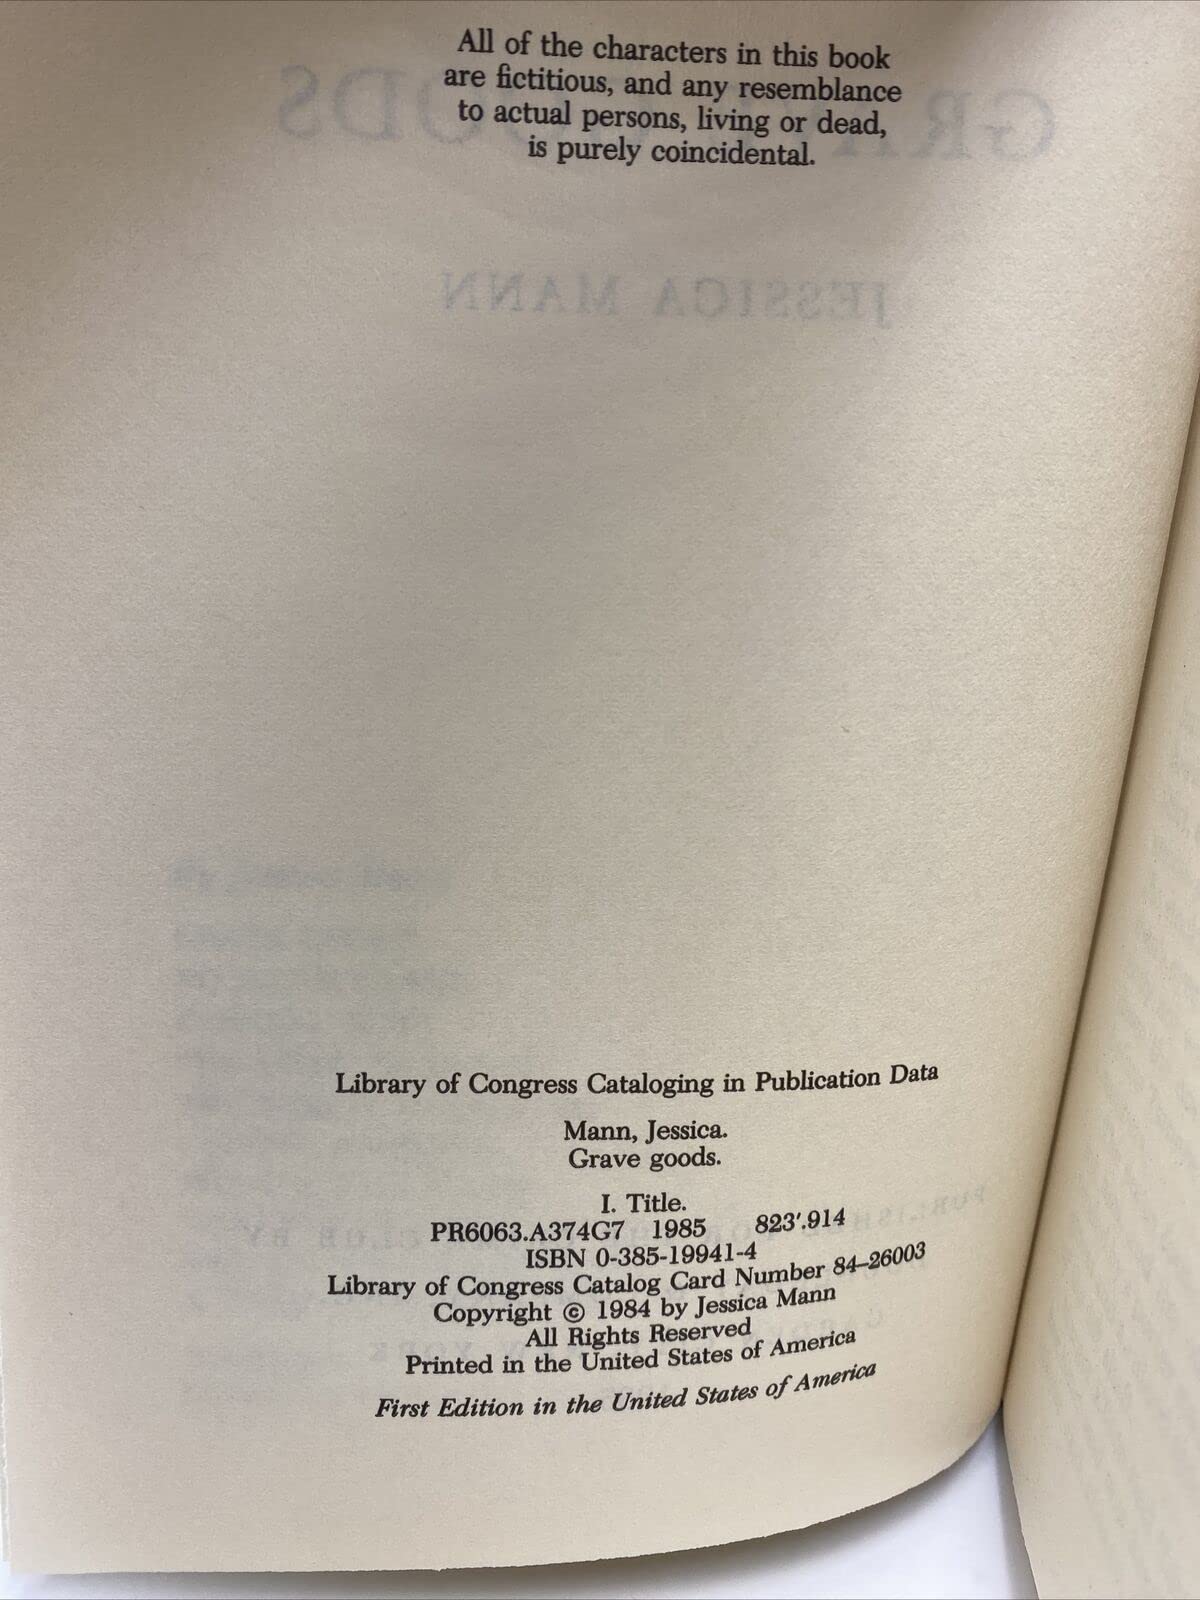 All of the characters in this book
are fictitious, and any resemblance
to actual persons, living or dead,
is purely coincidental.
JESSICA MANN
Library of Congress Cataloging in Publication Data
Mann, Jessica.
Grave goods.
I. Title.
PR6063.A374G7 1985 823'.914
ISBN 0-385-19941-4
Library of Congress Catalog Card Number 84–26003
Copyright © 1984 by Jessica Mann
All Rights Reserved
Printed in the United States of America
First Edition in the United States of America